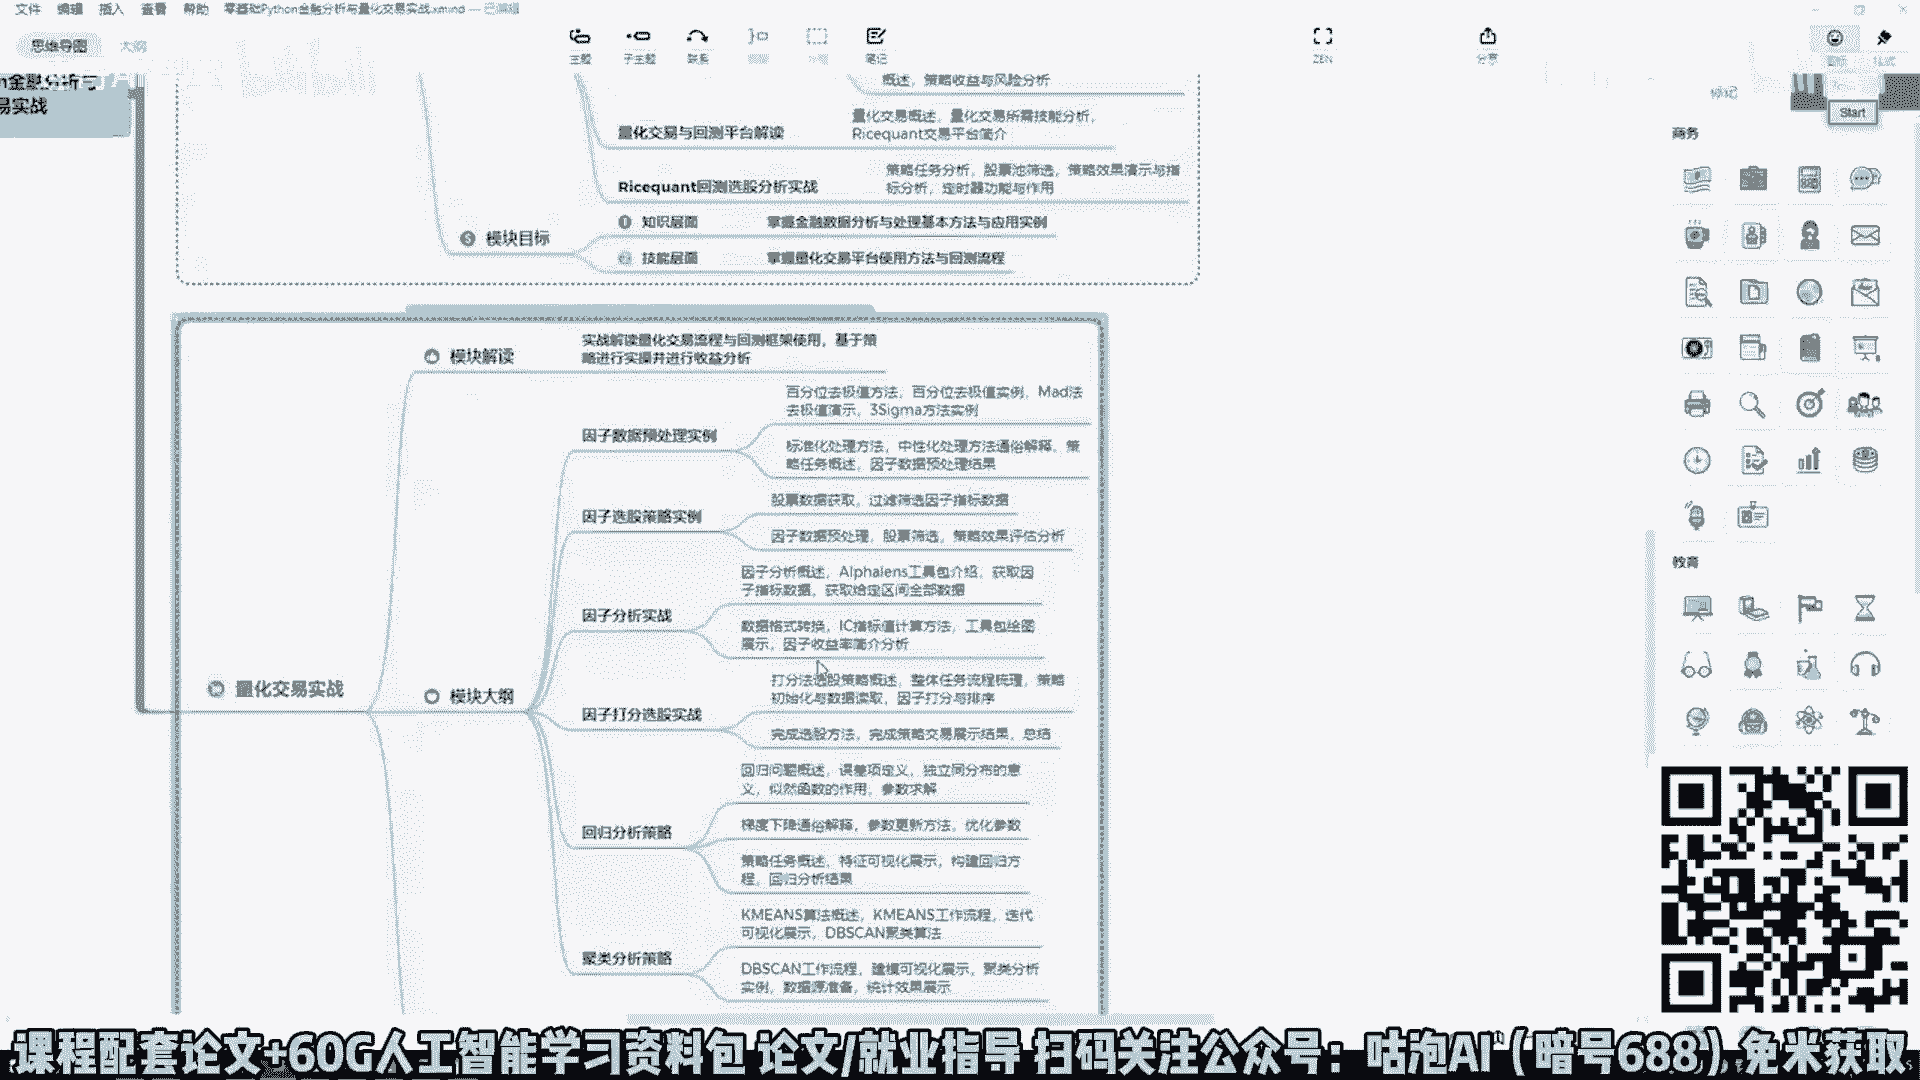 文件 编辑 插入 查看 帮助 零基础Python金融分析与量化交易实战.xmind — 已编辑
思维导图 大纲
主题 子主题 联系 笔记 ZEN 分享
标记
Start
商务
教育
n金融分析与
易实战
概述，策略收益与风险分析
量化交易与回测平台解读
量化交易概述，量化交易所需技能分析，
Ricequant交易平台简介
Ricequant回测选股分析实战
策略任务分析，股票池筛选，策略效果演示与指
标分析，定时器功能与作用
模块目标
知识层面 掌握金融数据分析与处理基本方法与应用实例
技能层面 掌握量化交易平台使用方法与回测流程
量化交易实战
模块解读
实战解读量化交易流程与回测框架使用，基于策
略进行实操并进行收益分析
模块大纲
因子数据预处理实例
百分位去极值方法，百分位去极值实例，Mad法
去极值演示，3Sigma方法实例
标准化处理方法，中性化处理方法通俗解释，策
略任务概述，因子数据预处理结果
因子选股策略实例
股票数据获取，过滤筛选因子指标数据
因子数据预处理，股票筛选，策略效果评估分析
因子分析实战
因子分析概述，Alphalens工具包介绍，获取因
子指标数据，获取给定区间全部数据
数据格式转换，IC指标值计算方法，工具包绘图
展示，因子收益率简介分析
因子打分选股实战
打分法选股策略概述，整体任务流程梳理，策略
初始化与数据读取，因子打分与排序
完成选股方法，完成策略交易展示结果，总结
回归分析策略
回归问题概述，误差项定义，独立同分布的意
义，似然函数的作用，参数求解
梯度下降通俗解释，参数更新方法，优化参数
策略任务概述，特征可视化展示，构建回归方
程，回归分析结果
聚类分析策略
KMEANS算法概述，KMEANS工作流程，迭代
可视化展示，DBSCAN聚类算法
DBSCAN工作流程，建模可视化展示，聚类分析
实例，数据源准备，统计效果展示
课程配套论文+60G人工智能学习资料包 论文/就业指导 扫码关注公众号：咕泡AI（暗号688）免米获取